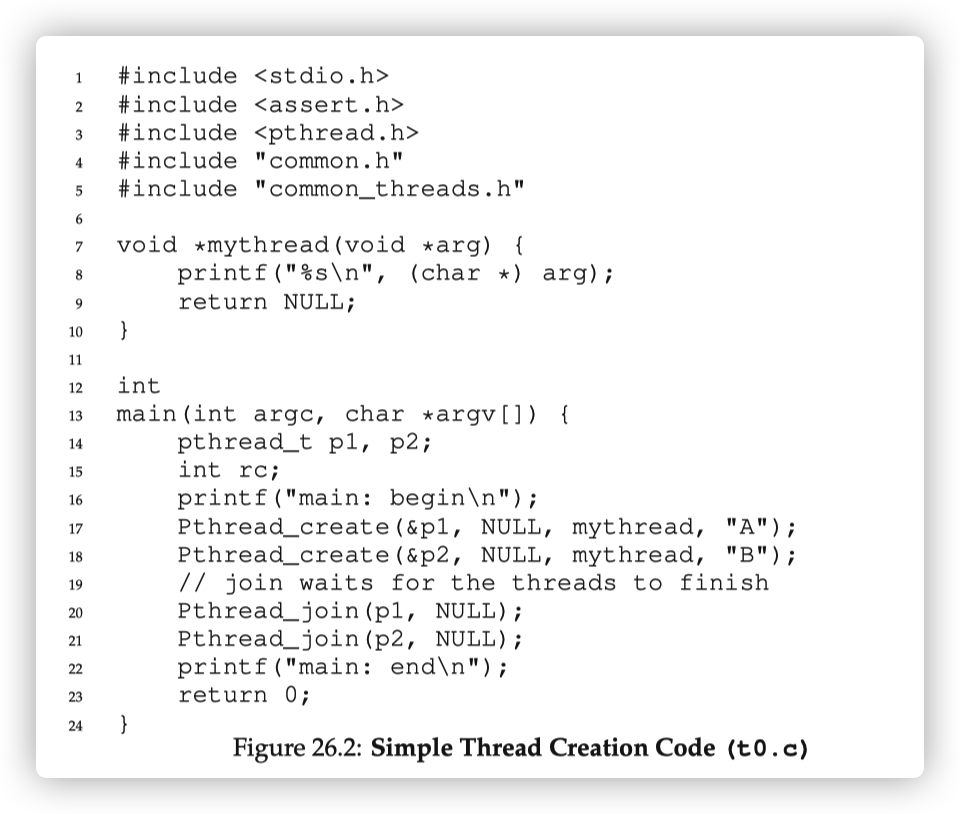 1 #include <stdio.h>
2 #include <assert.h>
3 #include <pthread.h>
4 #include "common.h"
5 #include "common_threads.h"
6
7 void *mythread(void *arg) {
8     printf("%s\n", (char *) arg);
9     return NULL;
10 }
11
12 int
13 main(int argc, char *argv[]) {
14     pthread_t p1, p2;
15     int rc;
16     printf("main: begin\n");
17     Pthread_create(&p1, NULL, mythread, "A");
18     Pthread_create(&p2, NULL, mythread, "B");
19     // join waits for the threads to finish
20     Pthread_join(p1, NULL);
21     Pthread_join(p2, NULL);
22     printf("main: end\n");
23     return 0;
24 }
Figure 26.2: Simple Thread Creation Code (t0.c)